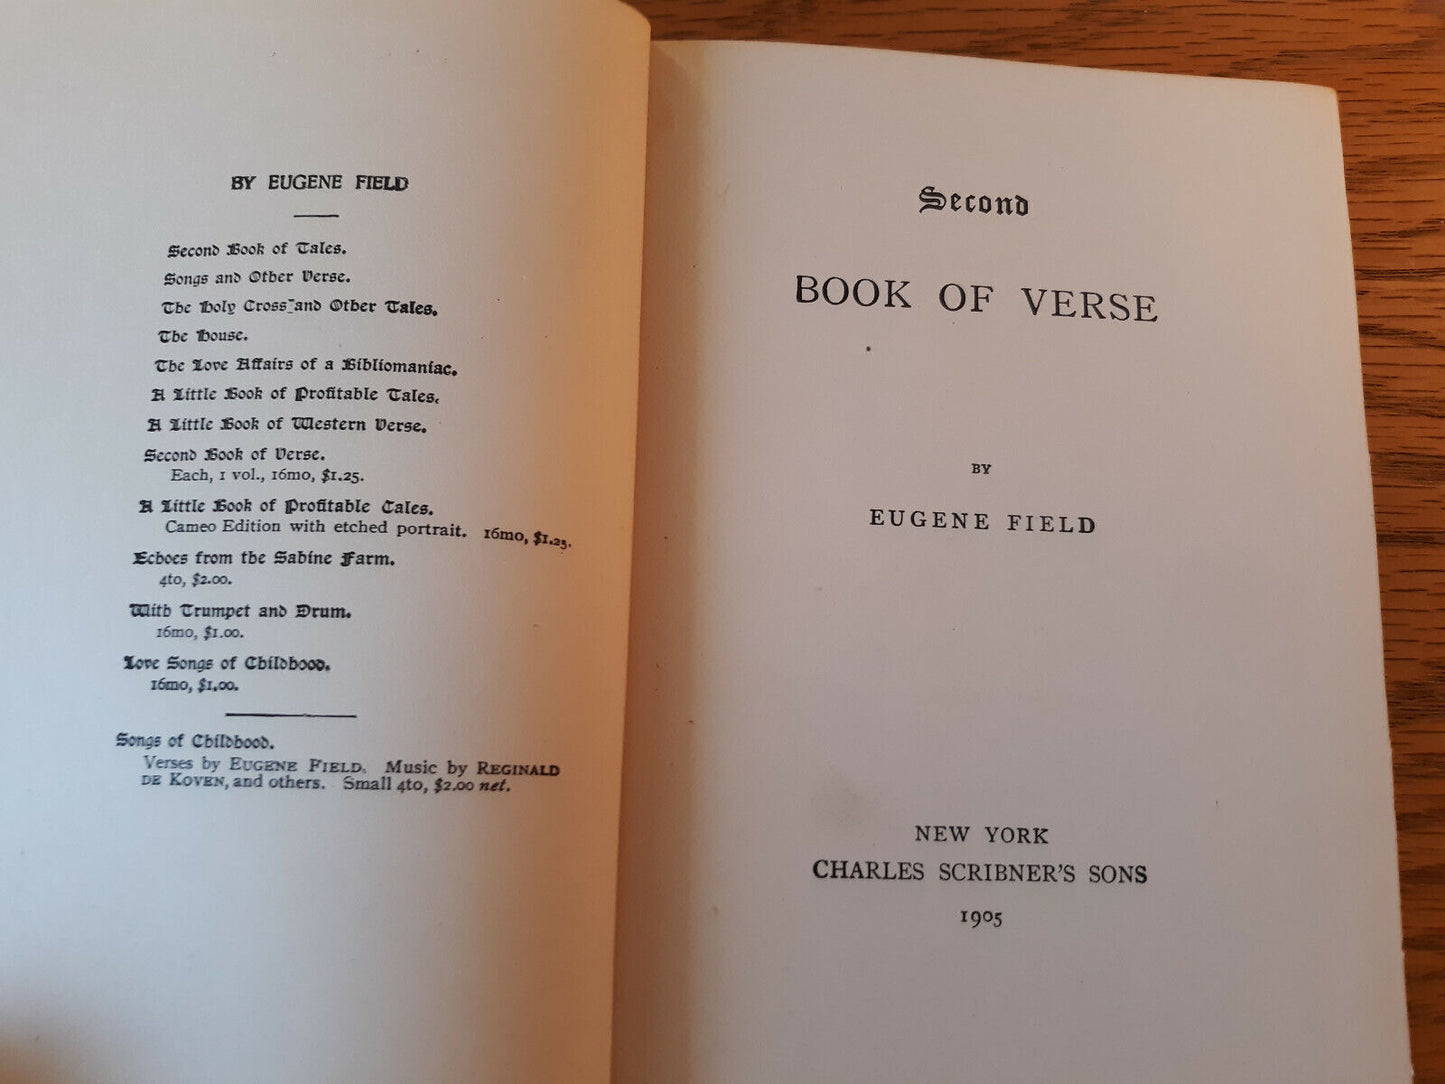 BY EUGENE FIELD
Second Book of Tales.
Songs and Other Verse.
The Holy Cross and Other Tales.
The House.
The Love Affairs of a Bibliomaniac.
A Little Book of Profitable Tales.
A Little Book of Western Verse.
Second Book of Verse.
Each, 1 vol., 16mo, $1.25.
A Little Book of Profitable Tales.
Cameo Edition with etched portrait. 16mo, $1.25.
Echoes from the Sabine Farm.
4to, $2.00.
With Trumpet and Drum.
16mo, $1.00.
Love Songs of Childhood.
16mo, $1.00.
Songs of Childhood.
Verses by EUGENE FIELD. Music by REGINALD
DE KOVEN, and others. Small 4to, $2.00 net.
Second
BOOK OF VERSE
BY
EUGENE FIELD
NEW YORK
CHARLES SCRIBNER'S SONS
1905